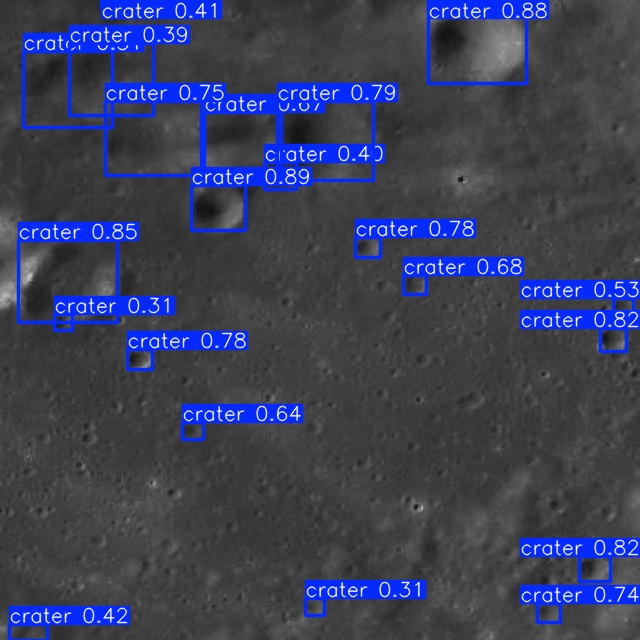 crater 0.41
crater 0.88
crater 0.39
crater 0.75
crater 0.79
crater 0.67
crater 0.40
crater 0.89
crater 0.78
crater 0.85
crater 0.68
crater 0.53
crater 0.31
crater 0.82
crater 0.78
crater 0.64
crater 0.82
crater 0.31
crater 0.74
crater 0.42